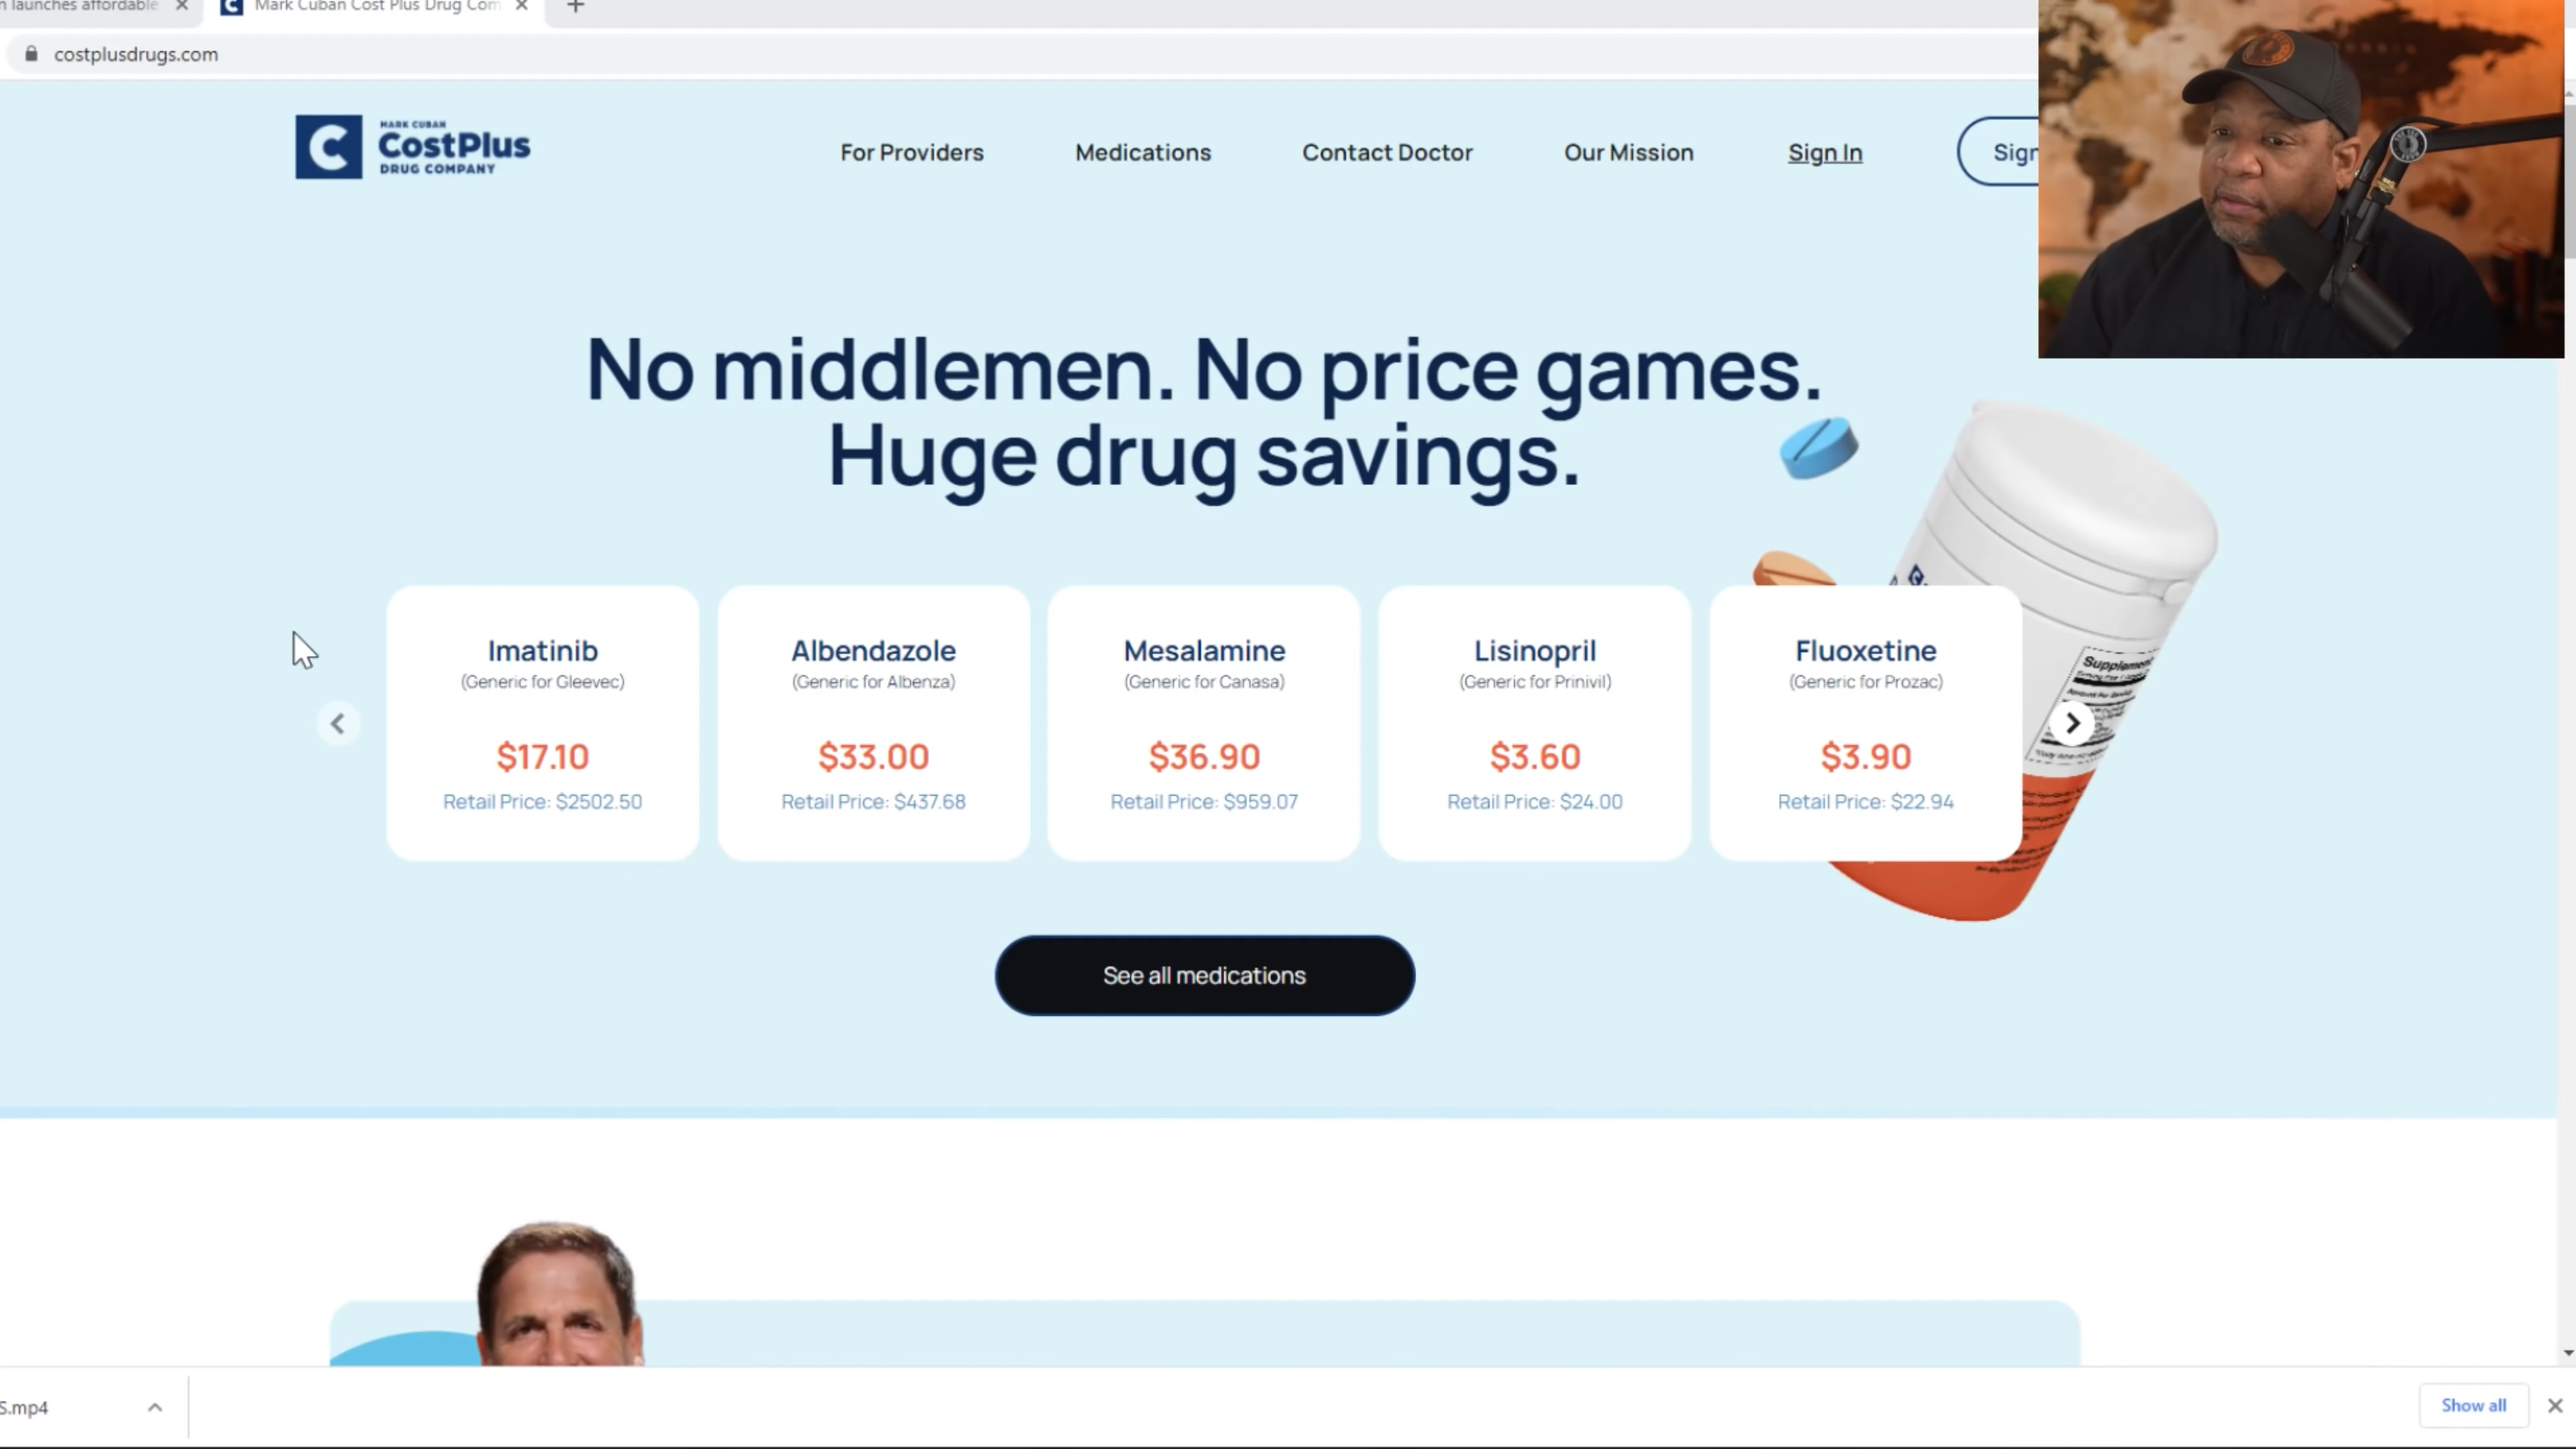 n launches affordable
Mark Cuban Cost Plus Drug Com
costplusdrugs.com
MARK CUBAN
CostPlus
DRUG COMPANY
For Providers
Medications
Contact Doctor
Our Mission
Sign In
Sign
No middlemen. No price games.
Huge drug savings.
Imatinib
(Generic for Gleevec)
$17.10
Retail Price: $2502.50
Albendazole
(Generic for Albenza)
$33.00
Retail Price: $437.68
Mesalamine
(Generic for Canasa)
$36.90
Retail Price: $959.07
Lisinopril
(Generic for Prinivil)
$3.60
Retail Price: $24.00
Fluoxetine
(Generic for Prozac)
$3.90
Retail Price: $22.94
Supplement
See all medications
S.mp4
Show all